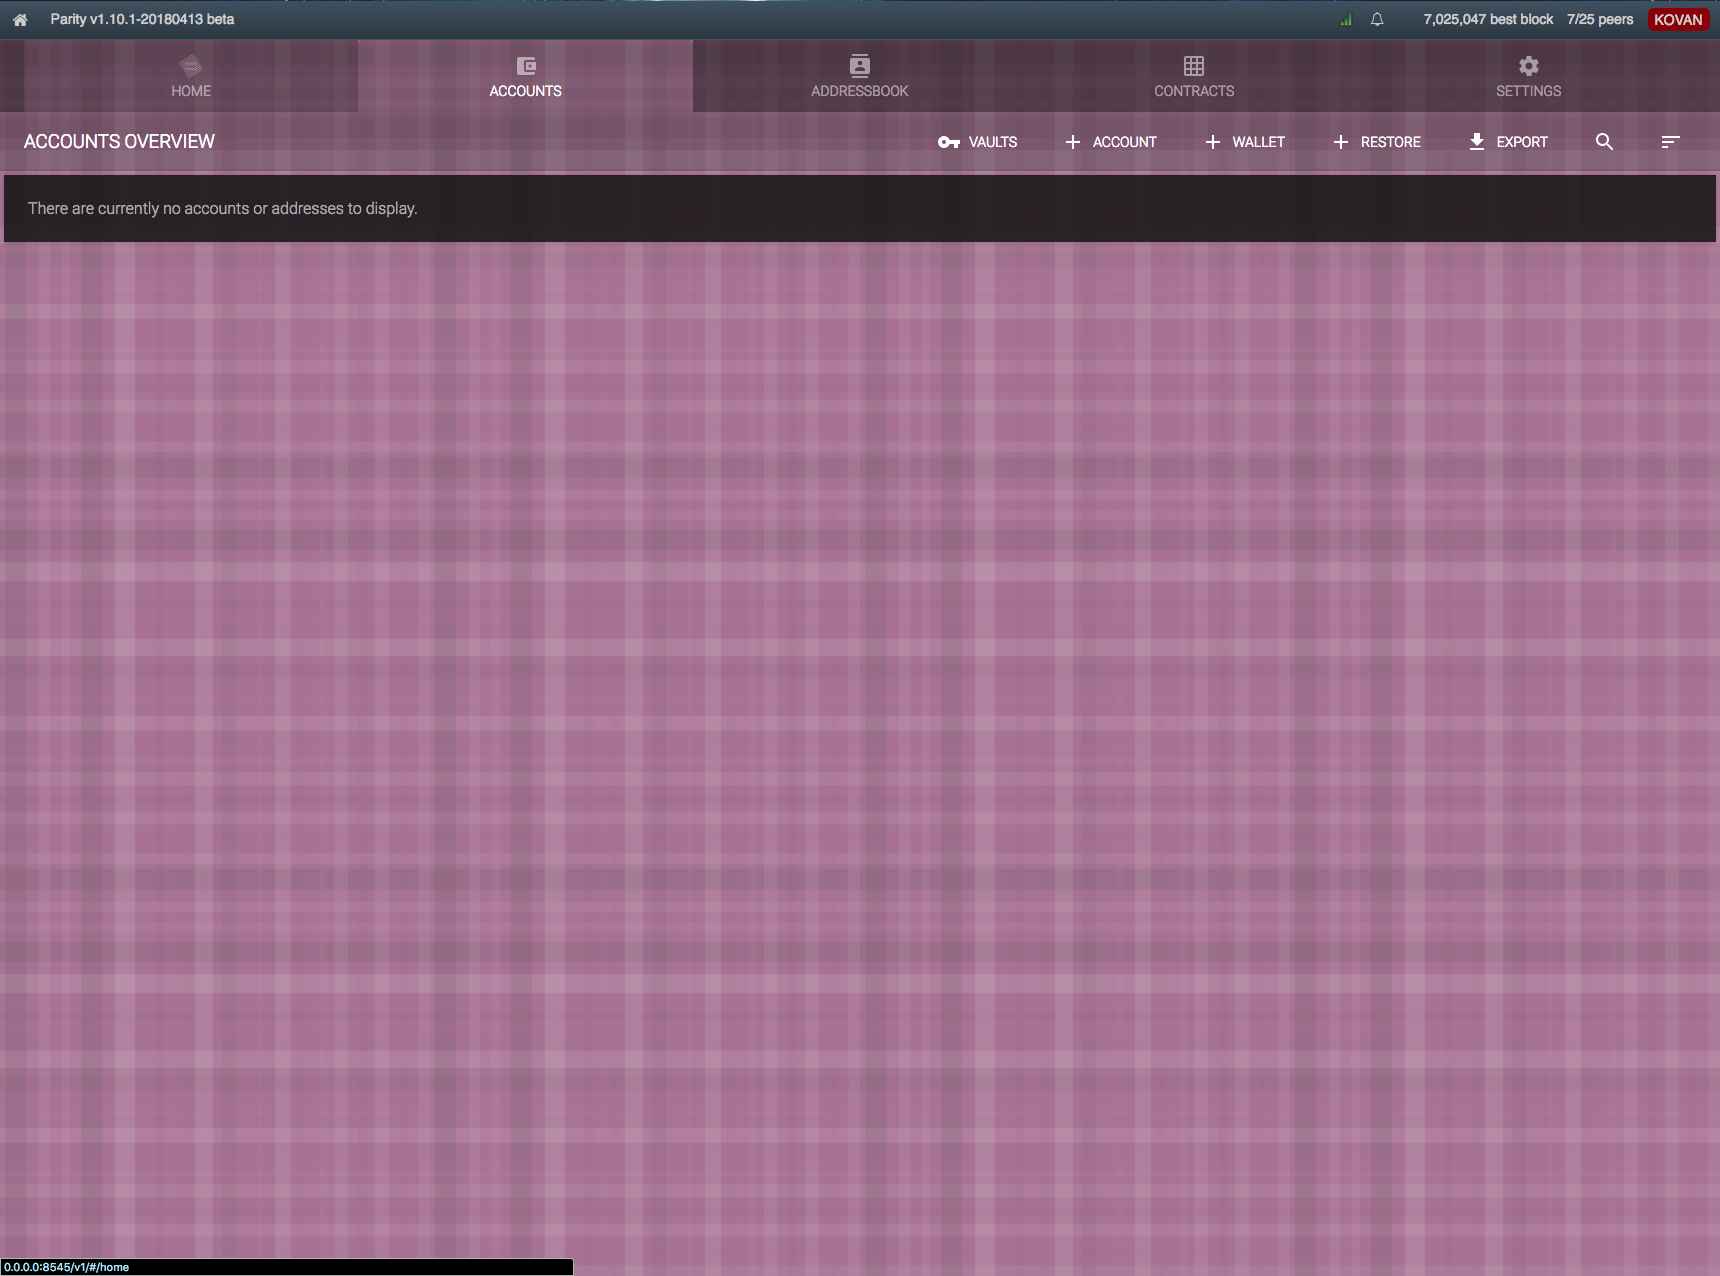 Parity v1.10.1-20180413 beta
7,025,047 best block 7/25 peers KOVAN
HOME ACCOUNTS ADDRESSBOOK CONTRACTS SETTINGS
ACCOUNTS OVERVIEW VAULTS ACCOUNT WALLET RESTORE EXPORT
There are currently no accounts or addresses to display.
0.0.0.0:8545/v1/#/home